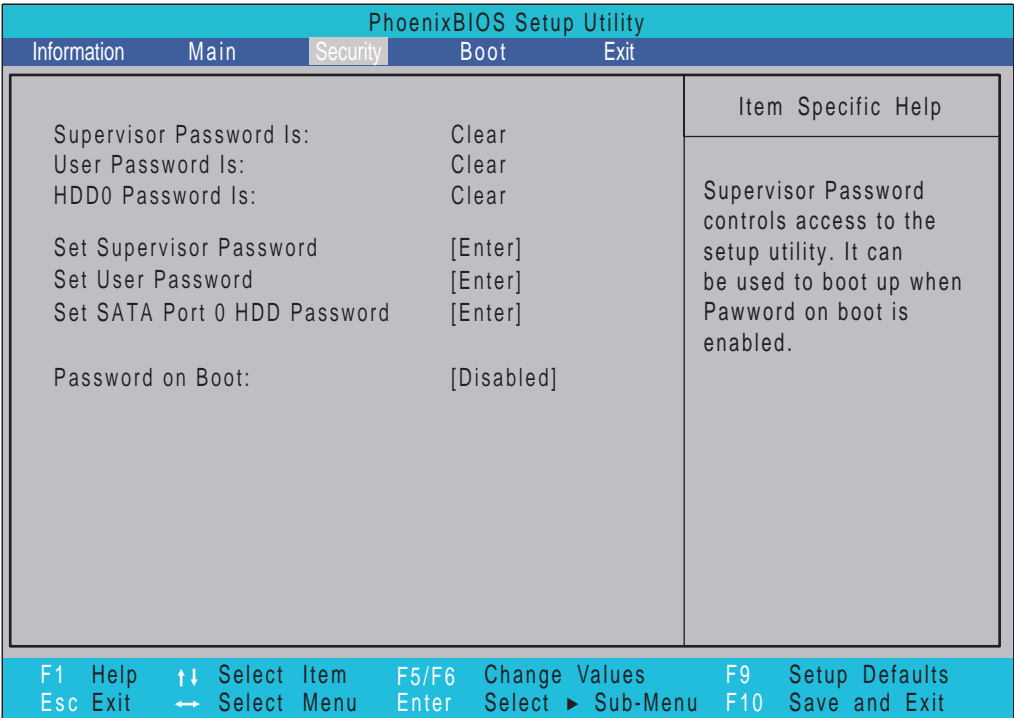 PhoenixBIOS Setup Utility
Information Main Security Boot Exit
Supervisor Password Is: Clear
User Password Is: Clear
HDD0 Password Is: Clear
Set Supervisor Password [Enter]
Set User Password [Enter]
Set SATA Port 0 HDD Password [Enter]
Password on Boot: [Disabled]
Item Specific Help
Supervisor Password
controls access to the
setup utility. It can
be used to boot up when
Pawword on boot is
enabled.
F1 Help ↑↓ Select Item F5/F6 Change Values F9 Setup Defaults
Esc Exit ↔ Select Menu Enter Select ► Sub-Menu F10 Save and Exit